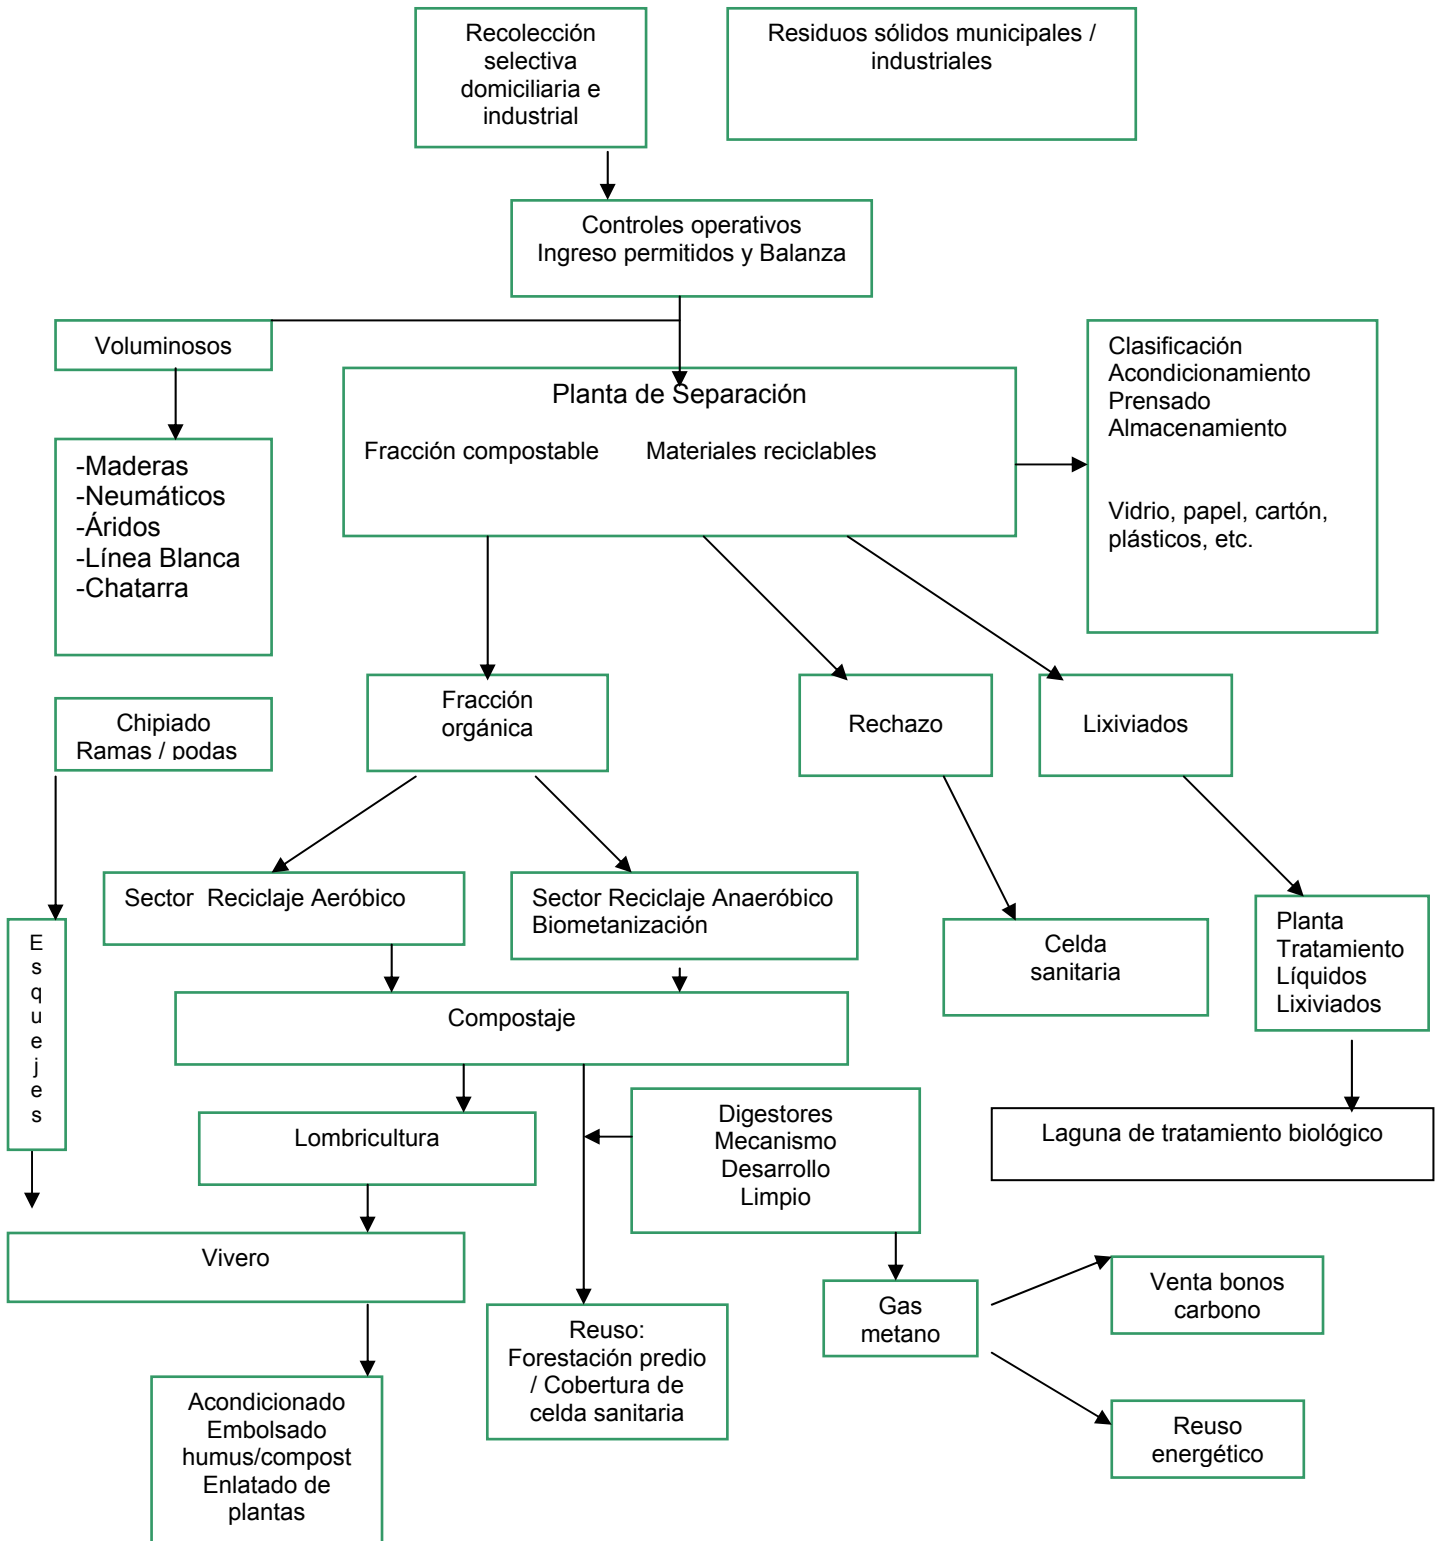 Recolección
selectiva
domiciliaria e
industrial
Residuos sólidos municipales /
industriales
Controles operativos
Ingreso permitidos y Balanza
Voluminosos
-Maderas
-Neumáticos
-Áridos
-Línea Blanca
-Chatarra
Planta de Separación
Fracción compostable Materiales reciclables
Clasificación
Acondicionamiento
Prensado
Almacenamiento
Vidrio, papel, cartón,
plásticos, etc.
Chipiado
Ramas / podas
Fracción
orgánica
Rechazo
Lixiviados
Sector Reciclaje Aeróbico
Sector Reciclaje Anaeróbico
Biometanización
Celda
sanitaria
Planta
Tratamiento
Líquidos
Lixiviados
E
s
q
u
e
j
e
s
Compostaje
Lombricultura
Digestores
Mecanismo
Desarrollo
Limpio
Laguna de tratamiento biológico
Vivero
Gas
metano
Venta bonos
carbono
Reuso:
Forestación predio
/ Cobertura de
celda sanitaria
Acondicionado
Embolsado
humus/compost
Enlatado de
plantas
Reuso
energético